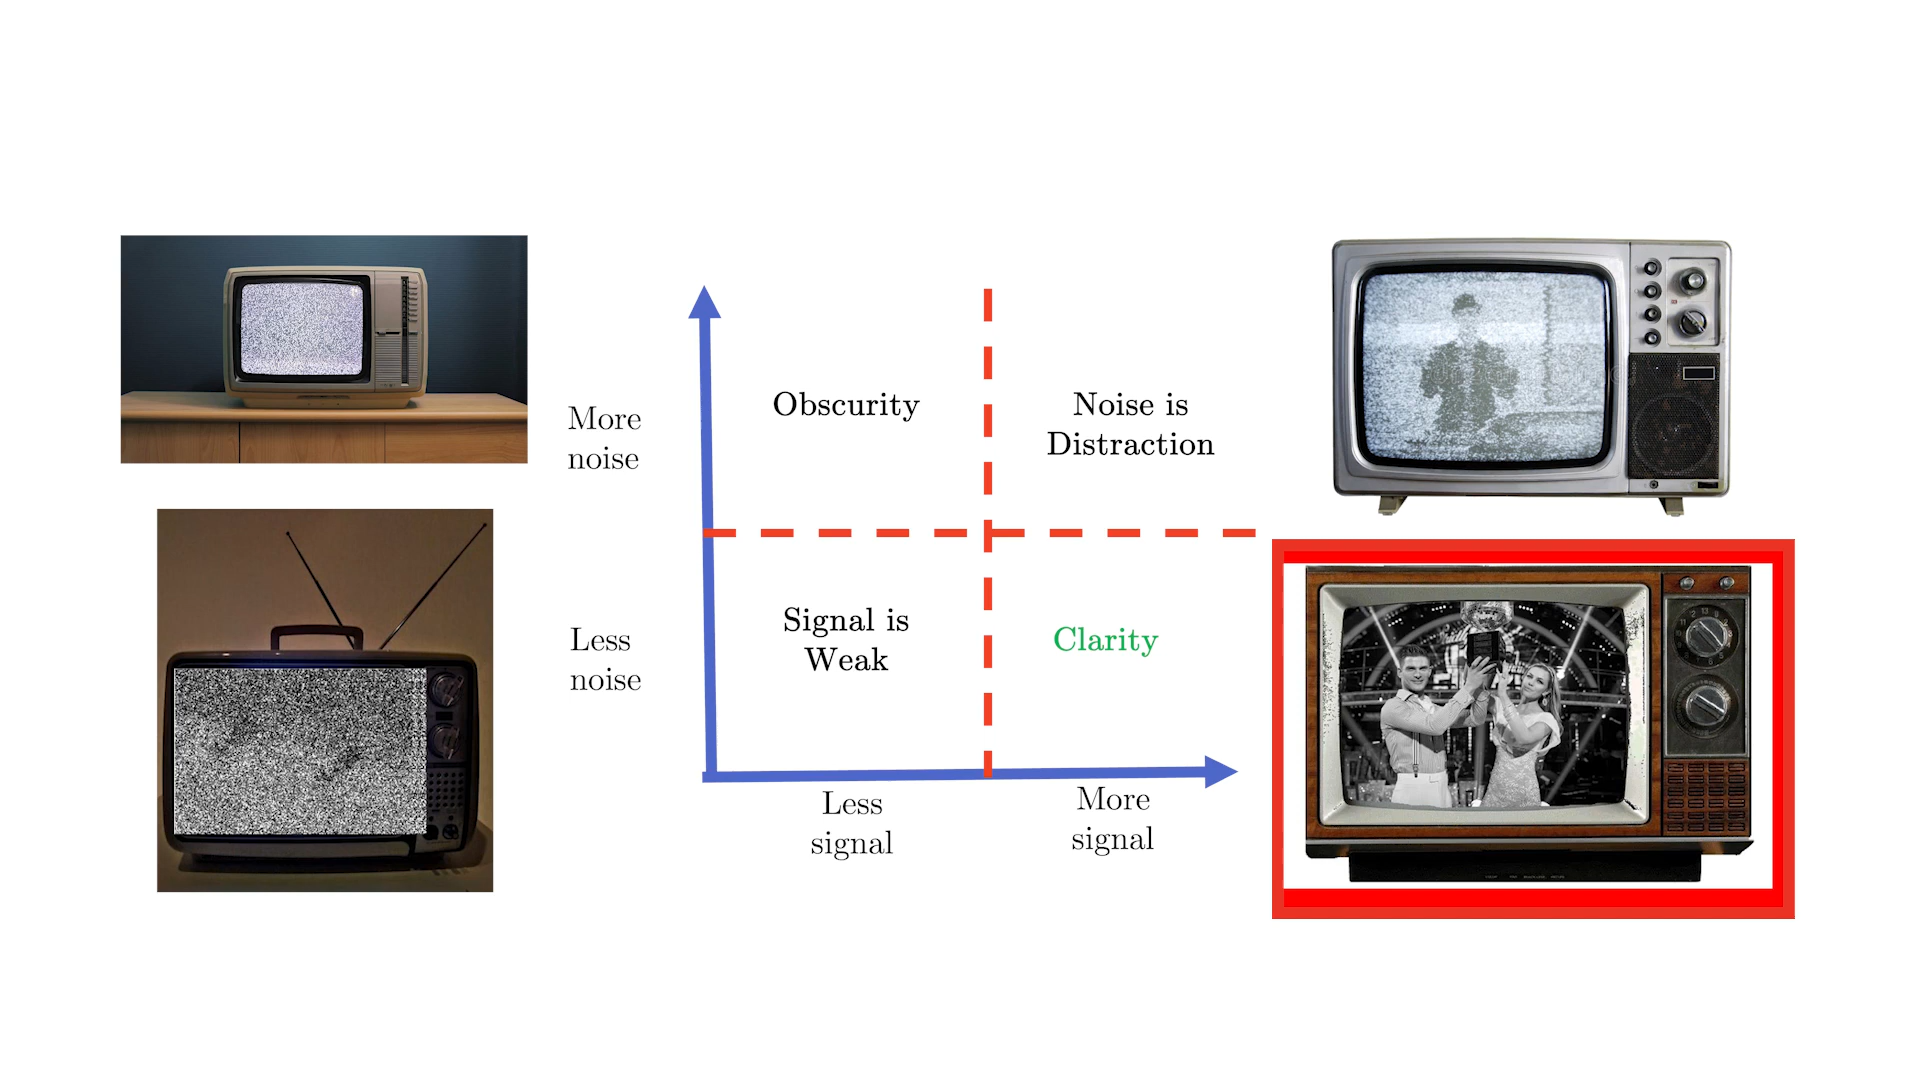 More
noise
Obscurity
Noise is
Distraction
Less
noise
Signal is
Weak
Clarity
Less
signal
More
signal